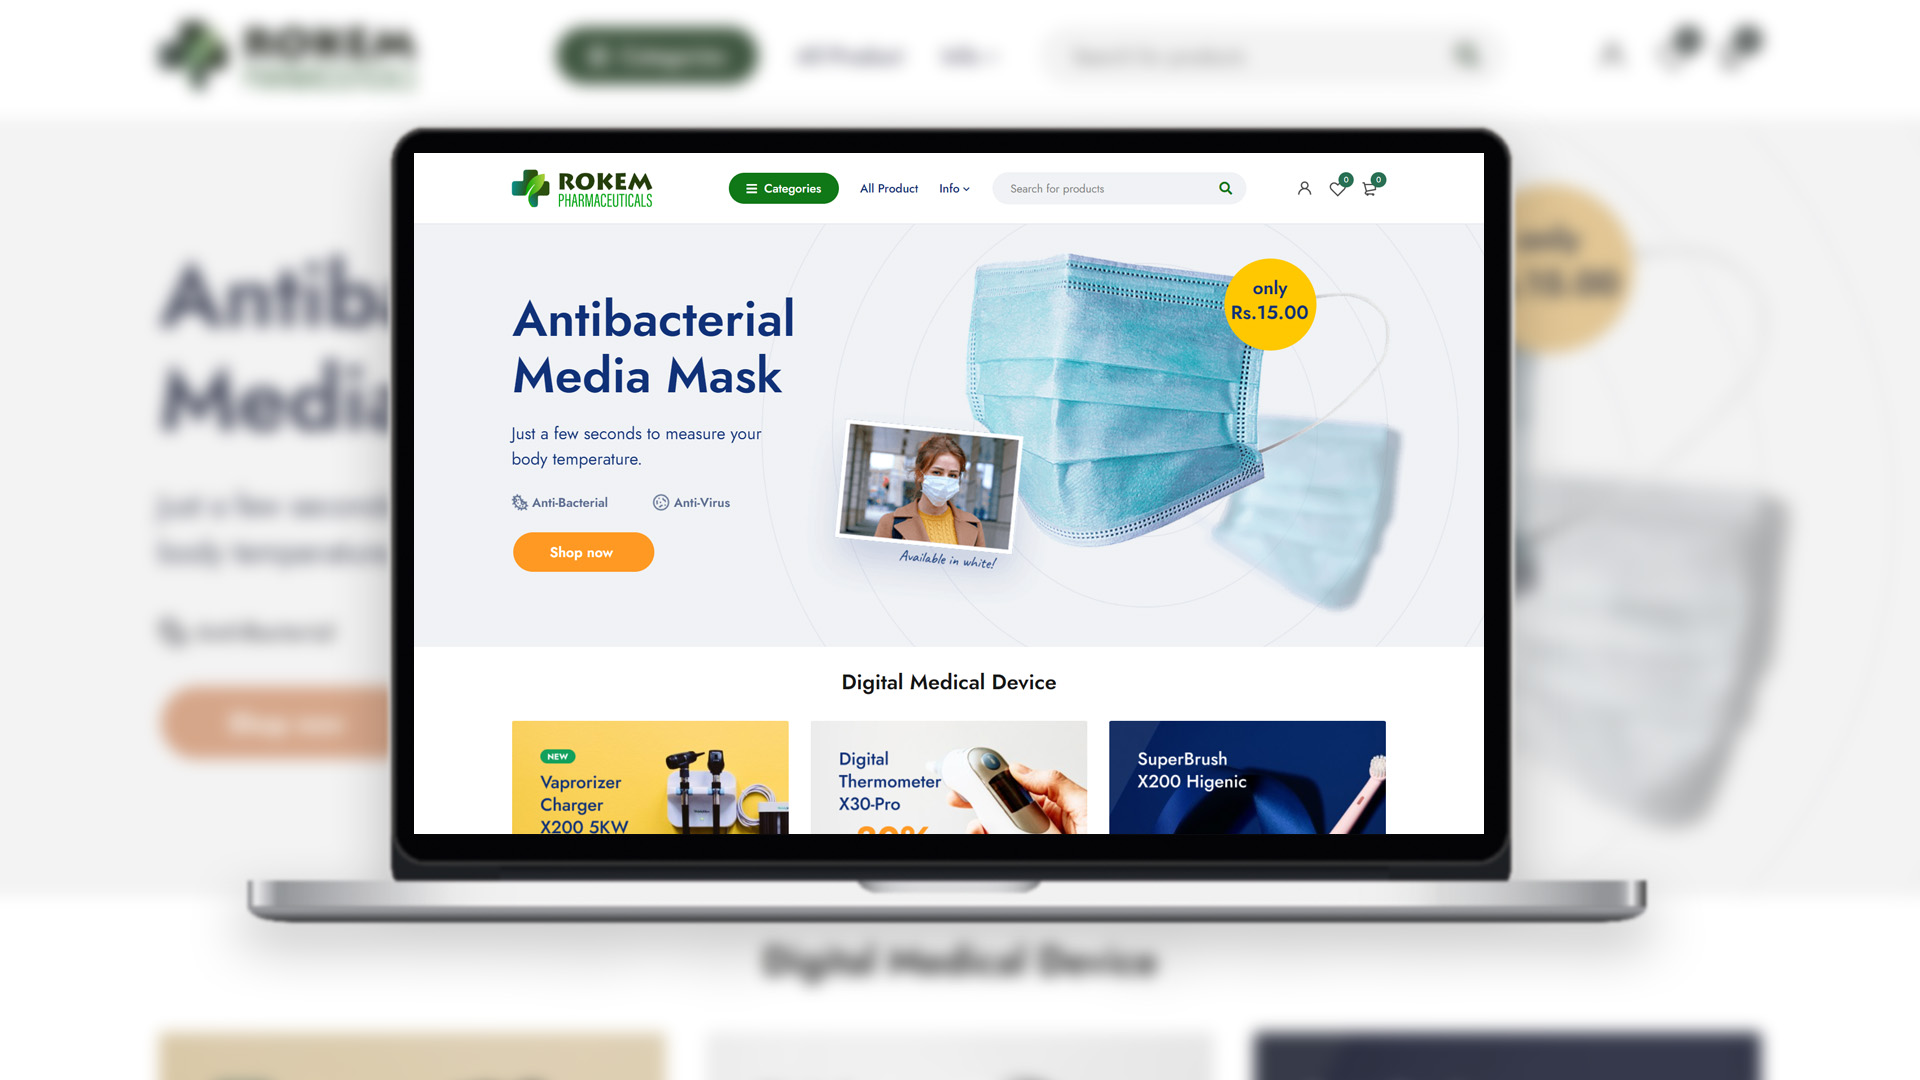 ROKEM
PHARMACEUTICALS
Categories
All Product
Info
Search for products
0
0
only
Rs.15.00
Antibacterial
Media Mask
Just a few seconds to measure your
body temperature.
Anti-Bacterial
Anti-Virus
Shop now
Available in white!
Digital Medical Device
NEW
Vaprorizer
Charger
X200 5KW
Digital
Thermometer
X30-Pro
SuperBrush
X200 Higenic